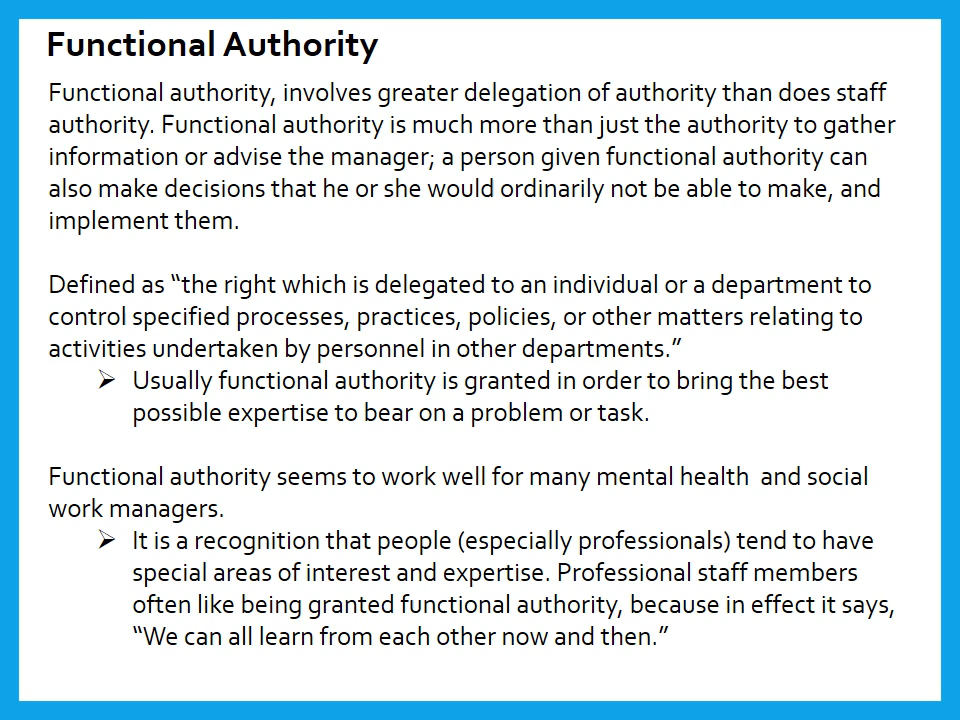 Functional Authority
Functional authority, involves greater delegation of authority than does staff
authority. Functional authority is much more than just the authority to gather
information or advise the manager; a person given functional authority can
also make decisions that he or she would ordinarily not be able to make, and
implement them.
Defined as “the right which is delegated to an individual or a department to
control specified processes, practices, policies, or other matters relating to
activities undertaken by personnel in other departments.”
➢ Usually functional authority is granted in order to bring the best
possible expertise to bear on a problem or task.
Functional authority seems to work well for many mental health  and social
work managers.
➢ It is a recognition that people (especially professionals) tend to have
special areas of interest and expertise. Professional staff members
often like being granted functional authority, because in effect it says,
“We can all learn from each other now and then.”